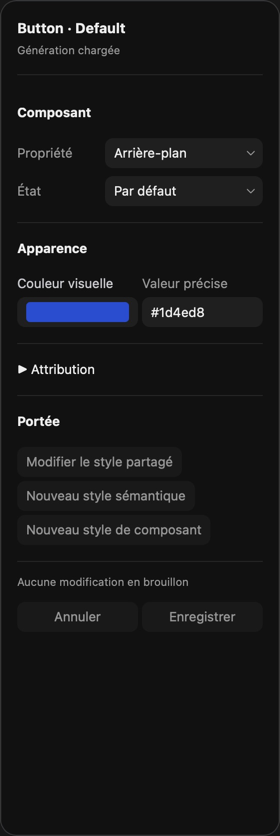 Button · Default
Génération chargée
Composant
Propriété
Arrière-plan
État
Par défaut
Apparence
Couleur visuelle
Valeur précise
#1d4ed8
Attribution
Portée
Modifier le style partagé
Nouveau style sémantique
Nouveau style de composant
Aucune modification en brouillon
Annuler
Enregistrer